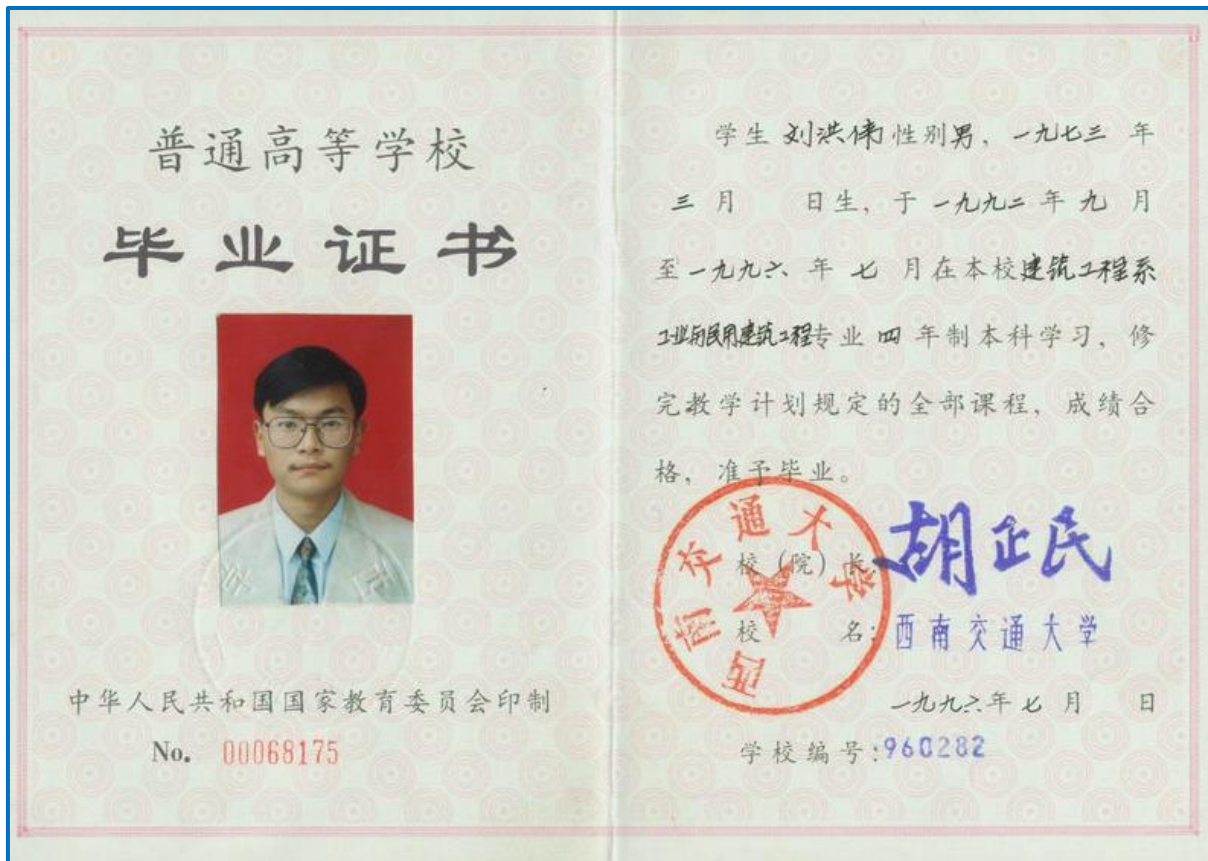 普通高等学校
毕业证书
中华人民共和国国家教育委员会印制
No. 00068175
学生 刘洪伟 性别 男, 一九七三 年
三 月 日生, 于 一九九二 年 九 月
至 一九九六 年 七 月在本校 建筑工程系
工业与民用建筑工程 专业 四 年制本科学习, 修
完教学计划规定的全部课程, 成绩合
格, 准予毕业。
校 (院) 长: 胡正民
校 名: 西南交通大学
西南交通大学
一九九六年 七 月 日
学校编号: 960282